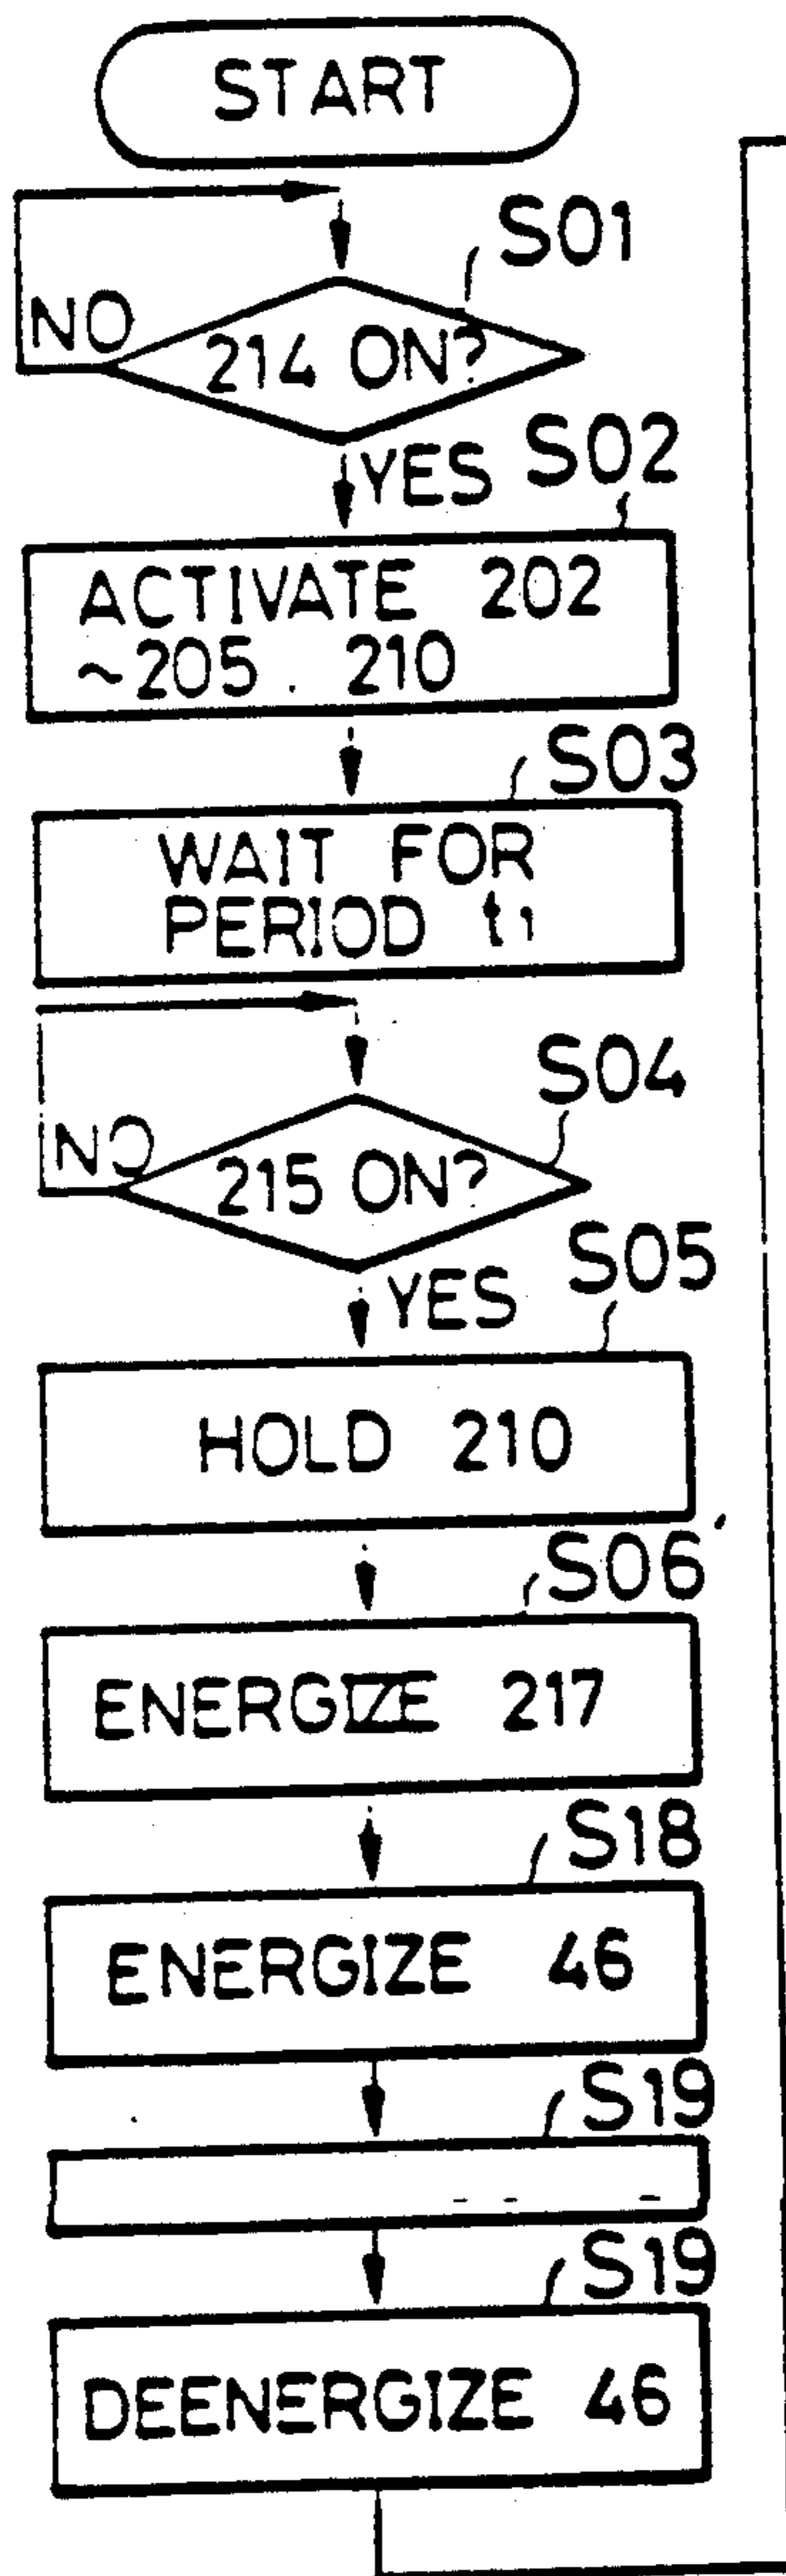 START
S01
NO
214 ON?
YES
S02
ACTIVATE 202
~205 . 210
S03
WAIT FOR
PERIOD t1
S04
NO
215 ON?
YES
S05
HOLD 210
S06
ENERGIZE 217
S18
ENERGIZE 46
S19
S19
DEENERGIZE 46